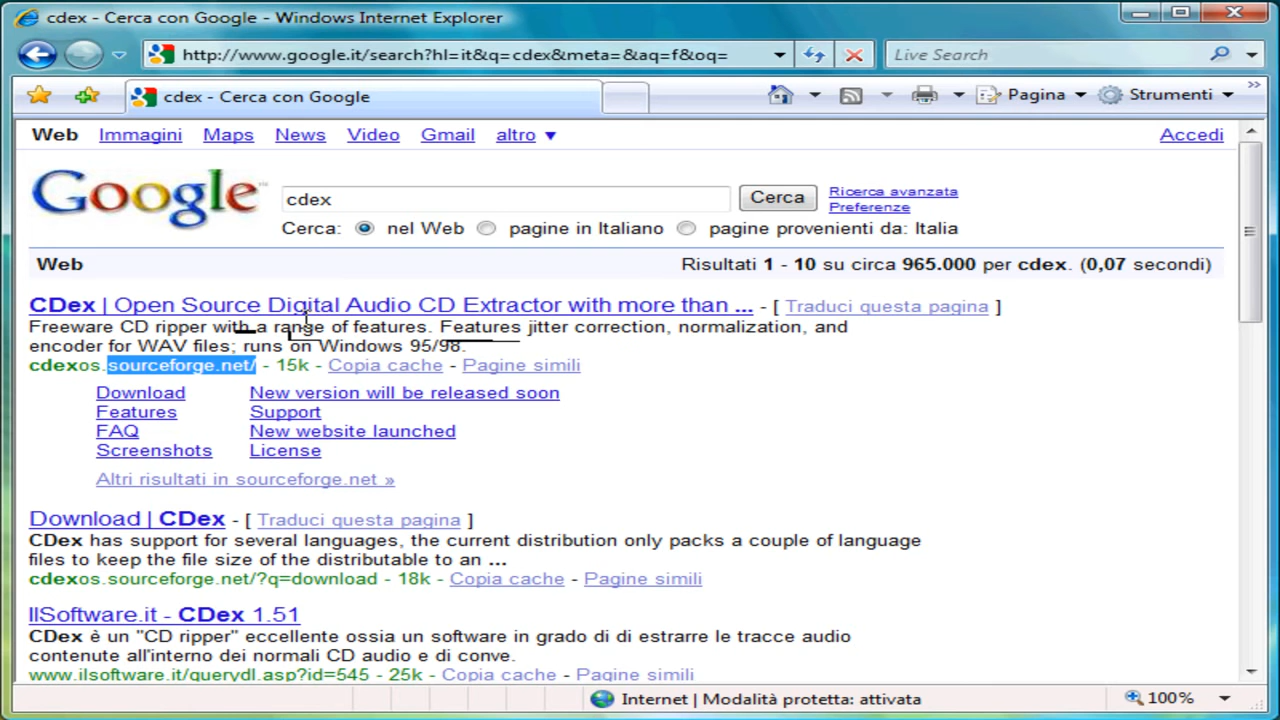 cdex - Cerca con Google - Windows Internet Explorer
http://www.google.it/search?hl=it&q=cdex&meta=&aq=f&oq=
Live Search
cdex - Cerca con Google
Pagina
Strumenti
Web Immagini Maps News Video Gmail altro ▼
Accedi
Google™
cdex
Cerca
Ricerca avanzata
Preferenze
Cerca: nel Web pagine in Italiano pagine provenienti da: Italia
Web
Risultati 1 - 10 su circa 965.000 per cdex. (0,07 secondi)
CDex | Open Source Digital Audio CD Extractor with more than ... - [ Traduci questa pagina ]
Freeware CD ripper with a range of features. Features jitter correction, normalization, and
encoder for WAV files; runs on Windows 95/98.
cdexos.sourceforge.net/ - 15k - Copia cache - Pagine simili
Download New version will be released soon
Features Support
FAQ New website launched
Screenshots License
Altri risultati in sourceforge.net »
Download | CDex - [ Traduci questa pagina ]
CDex has support for several languages, the current distribution only packs a couple of language
files to keep the file size of the distributable to an ...
cdexos.sourceforge.net/?q=download - 18k - Copia cache - Pagine simili
IlSoftware.it - CDex 1.51
CDex è un "CD ripper" eccellente ossia un software in grado di di estrarre le tracce audio
contenute all'interno dei normali CD audio e di conve.
www.ilsoftware.it/querydl.asp?id=545 - 25k - Copia cache - Pagine simili
Internet | Modalità protetta: attivata
100%